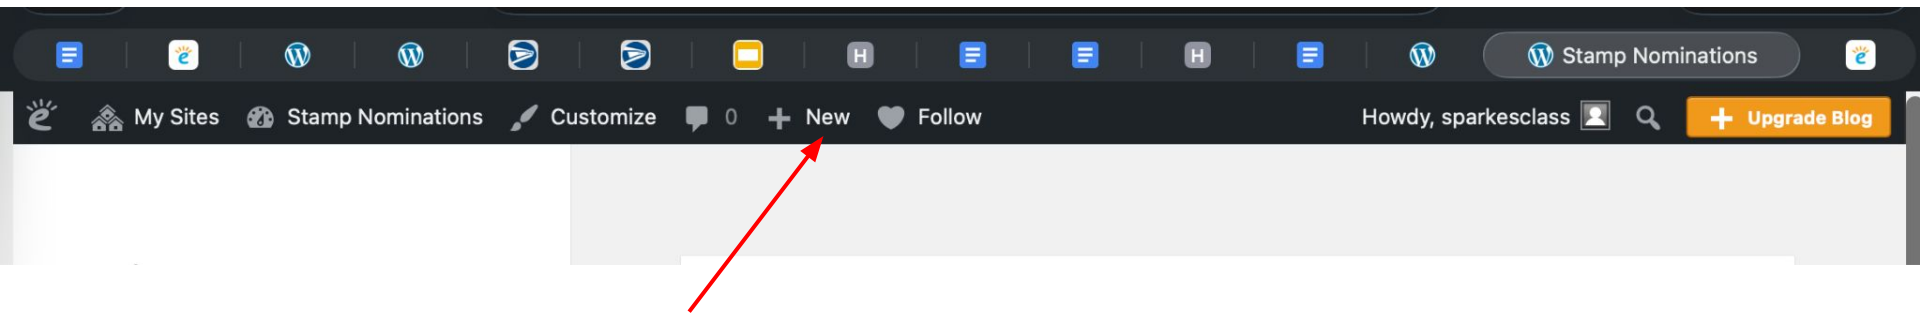 H
H
Stamp Nominations
My Sites Stamp Nominations Customize 0 New Follow Howdy, sparkesclass Upgrade Blog